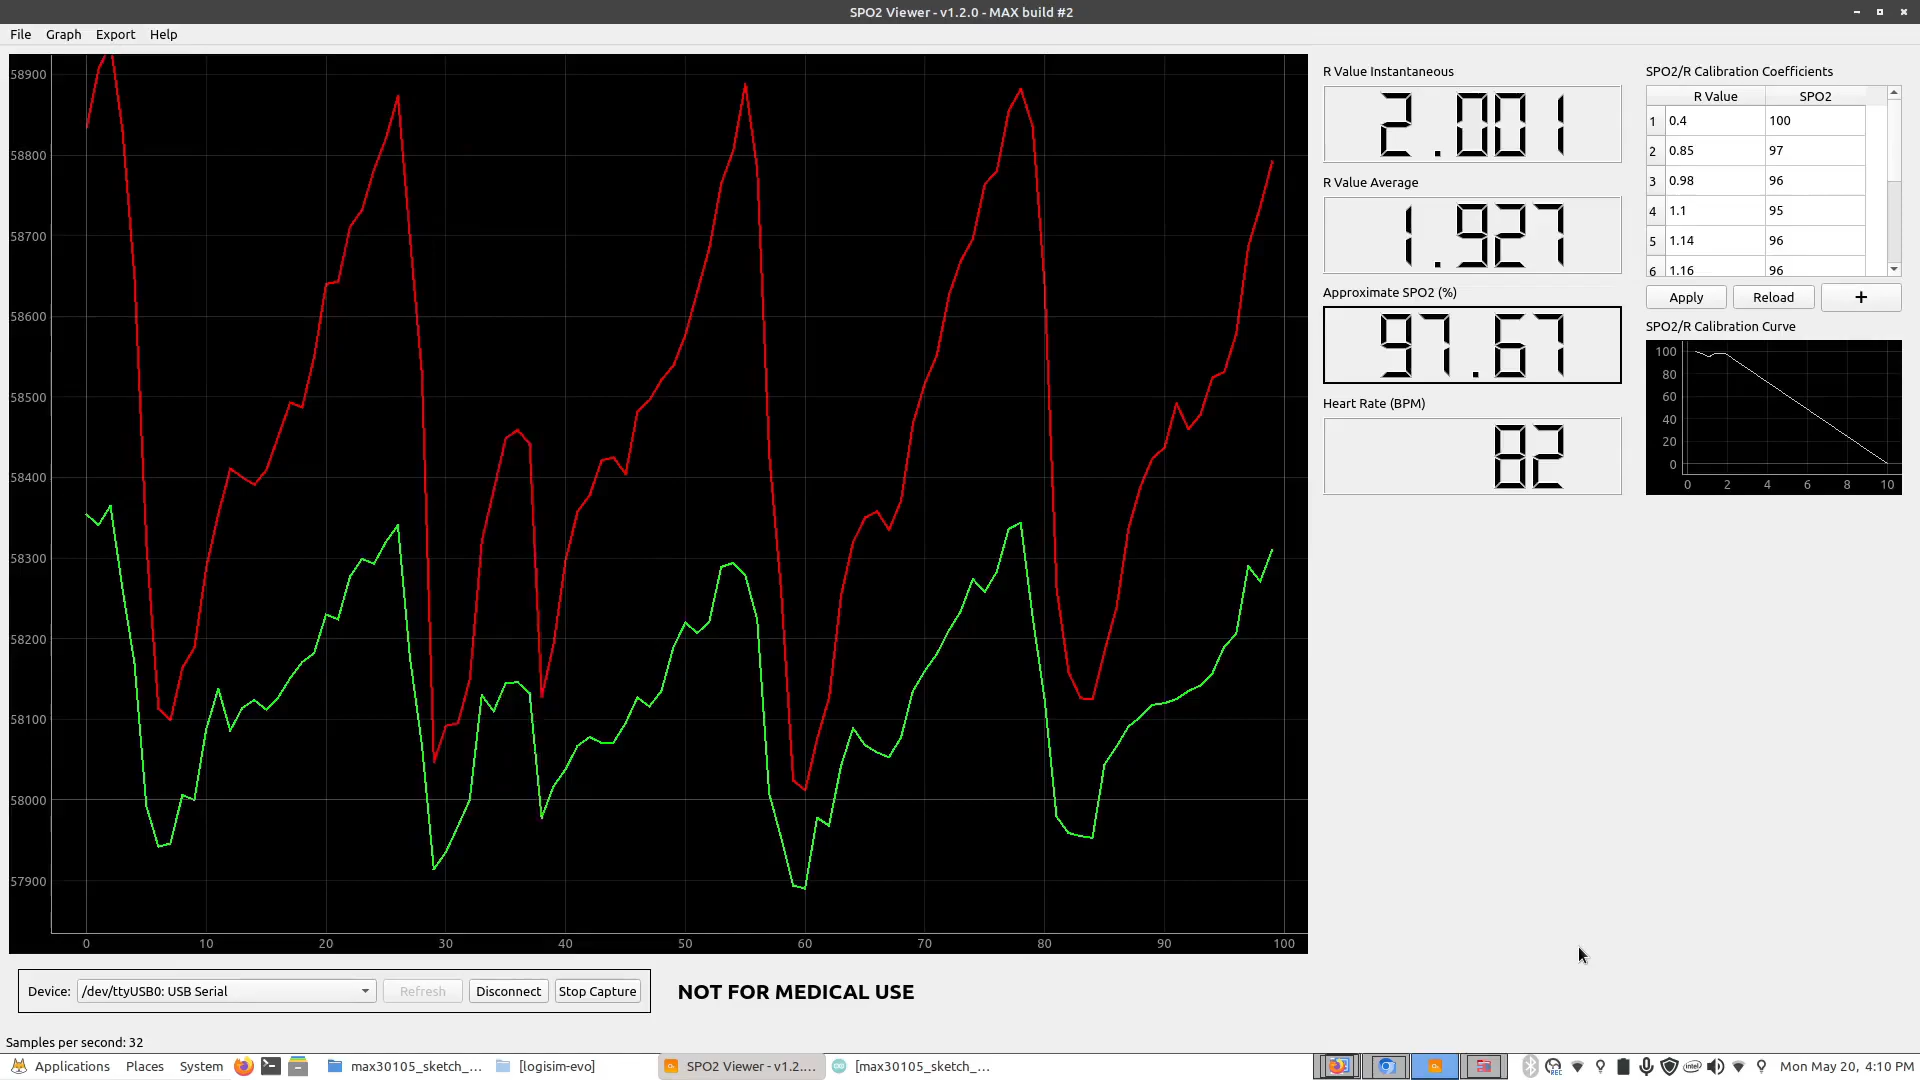 SPO2 Viewer - v1.2.0 - MAX build #2
File Graph Export Help
58900
58800
58700
58600
58500
58400
58300
58200
58100
58000
57900
0 10 20 30 40 50 60 70 80 90 100
R Value Instantaneous
2.001
R Value Average
1.927
Approximate SPO2 (%)
97.67
Heart Rate (BPM)
82
SPO2/R Calibration Coefficients
R Value SPO2
1 0.4 100
2 0.85 97
3 0.98 96
4 1.1 95
5 1.14 96
6 1.16 96
Apply Reload +
SPO2/R Calibration Curve
100
80
60
40
20
0
0 2 4 6 8 10
Device: /dev/ttyUSB0: USB Serial Refresh Disconnect Stop Capture
NOT FOR MEDICAL USE
Samples per second: 32
Applications Places System max30105_sketch_... [logisim-evo] SPO2 Viewer - v1.2.... [max30105_sketch_... REC intel Mon May 20, 4:10 PM